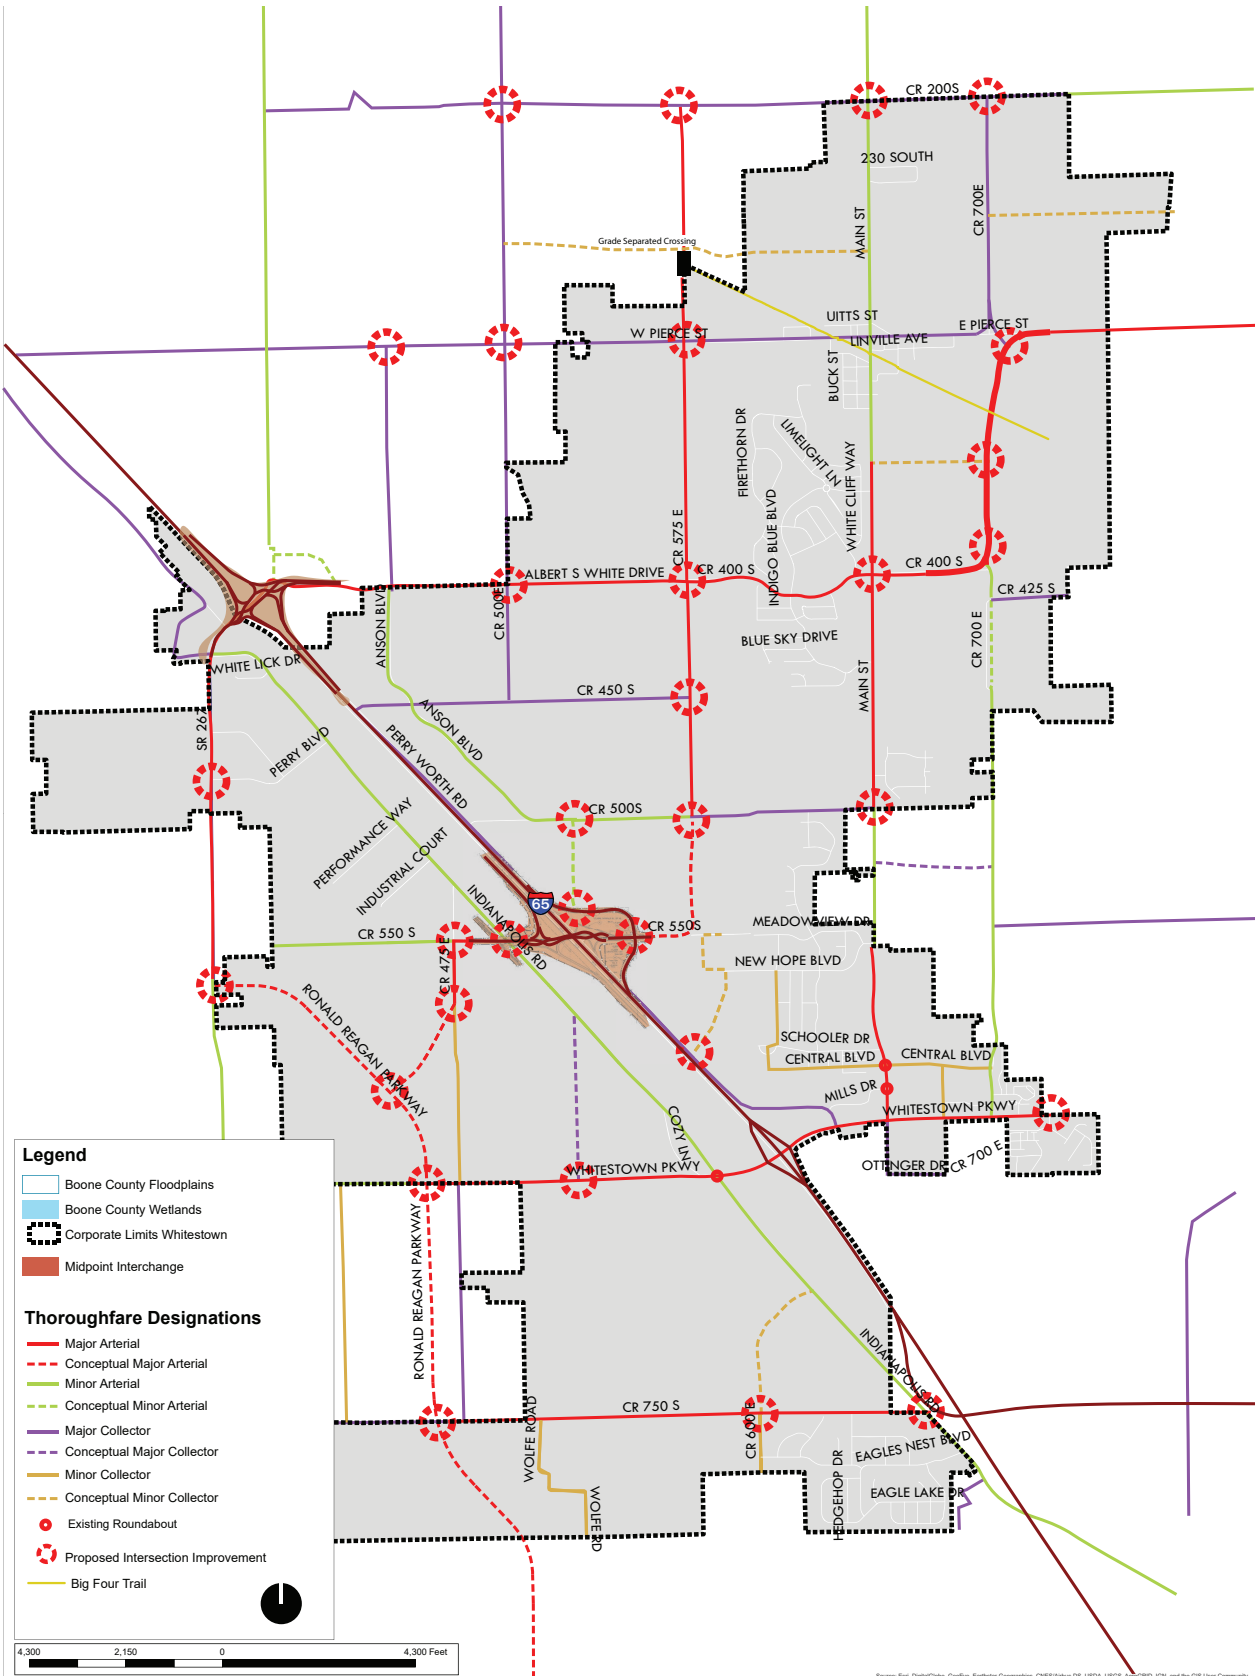 CR 200S
230 SOUTH
CR 700E
MAIN ST
Grade Separated Crossing
UITTS ST
E PIERCE ST
W PIERCE ST
LINVILLE AVE
BUCK ST
FIRETHORN DR
LIMELIGHT LN
WHITE CLIFF WAY
INDIGO BLUE BLVD
CR 575 E
ALBERT S WHITE DRIVE
CR 400 S
CR 400 S
CR 425 S
ANSON BLVD
CR 500E
BLUE SKY DRIVE
CR 700 E
WHITE LICK DR
CR 450 S
MAIN ST
SR 267
ANSON BLVD
PERRY BLVD
PERRY WORTH RD
CR 500S
PERFORMANCE WAY
INDUSTRIAL COURT
INDIANAPOLIS RD
65
MEADOWVIEW DR
CR 550 S
CR 550S
CR 475 E
NEW HOPE BLVD
RONALD REAGAN PARKWAY
SCHOOLER DR
CENTRAL BLVD
CENTRAL BLVD
MILLS DR
WHITESTOWN PKWY
COZY LN
OTTINGER DR
CR 700 E
WHITESTOWN PKWY
RONALD REAGAN PARKWAY
INDIANAPOLIS RD
CR 750 S
WOLFE ROAD
CR 600 E
EAGLES NEST BLVD
HEDGEHOP DR
EAGLE LAKE DR
WOLFE RD
Legend
Boone County Floodplains
Boone County Wetlands
Corporate Limits Whitestown
Midpoint Interchange
Thoroughfare Designations
Major Arterial
Conceptual Major Arterial
Minor Arterial
Conceptual Minor Arterial
Major Collector
Conceptual Major Collector
Minor Collector
Conceptual Minor Collector
Existing Roundabout
Proposed Intersection Improvement
Big Four Trail
4,300 2,150 0 4,300 Feet